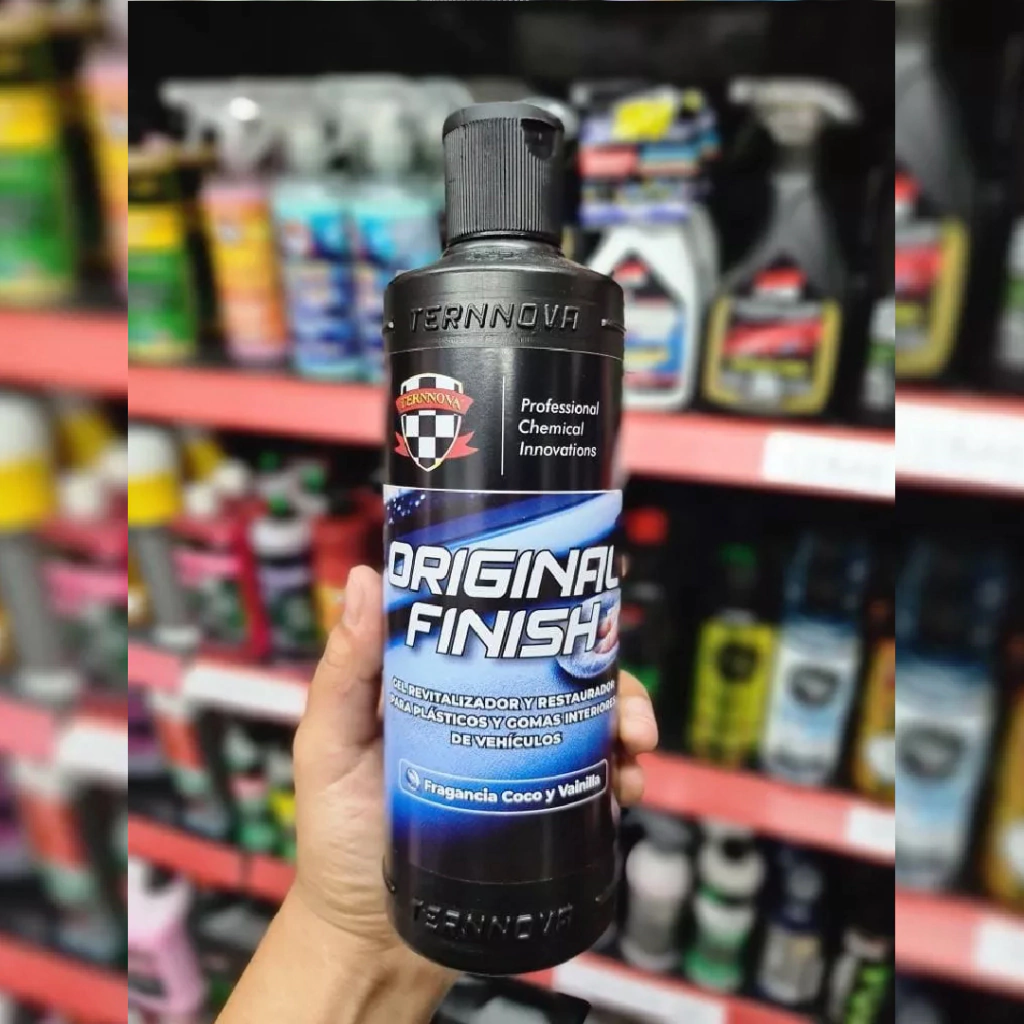 TERNNOVA
TERNNOVA
Professional
Chemical
Innovations
ORIGINAL
FINISH
GEL REVITALIZADOR Y RESTAURADOR
PARA PLÁSTICOS Y GOMAS INTERIORES
DE VEHÍCULOS
Fragancia Coco y Vainilla
TERNNOVA